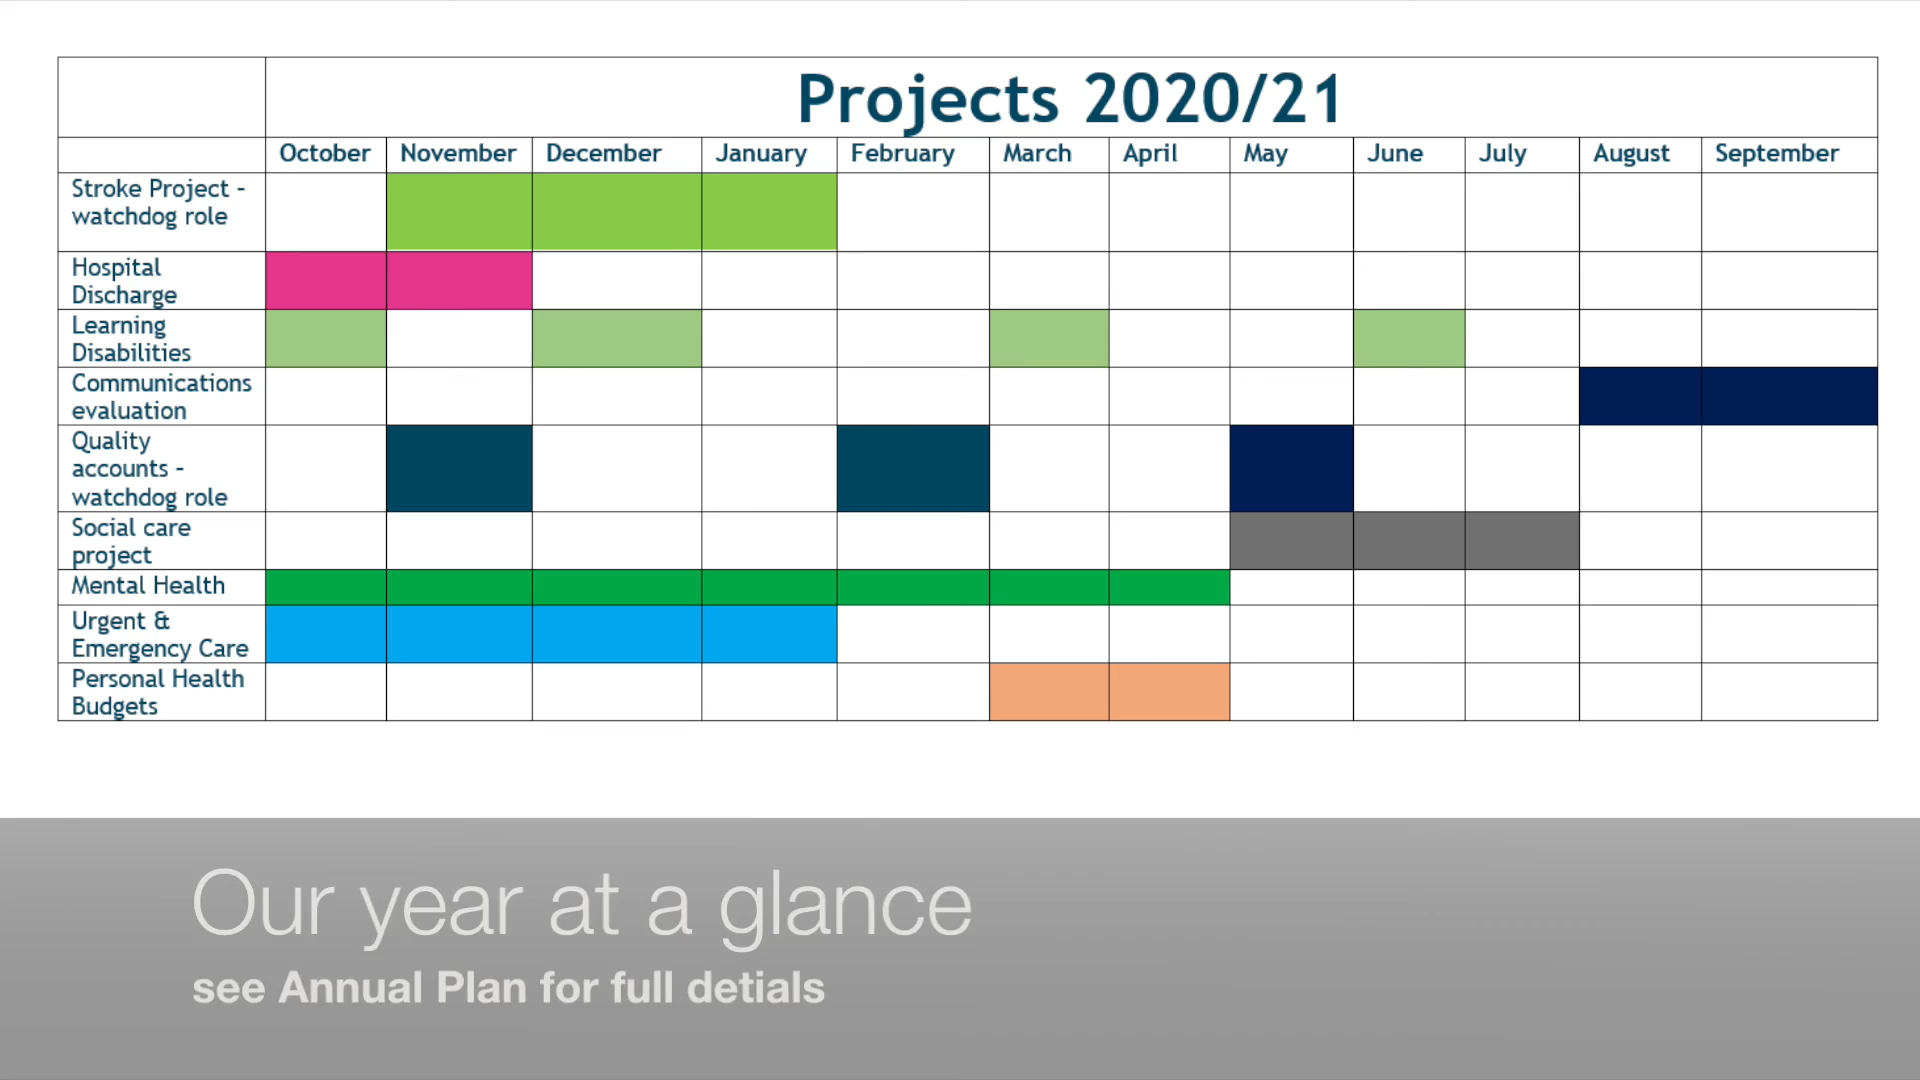 Projects 2020/21
October November December January February March April May June July August September
Stroke Project –
watchdog role
Hospital
Discharge
Learning
Disabilities
Communications
evaluation
Quality
accounts –
watchdog role
Social care
project
Mental Health
Urgent &
Emergency Care
Personal Health
Budgets
Our year at a glance
see Annual Plan for full detials